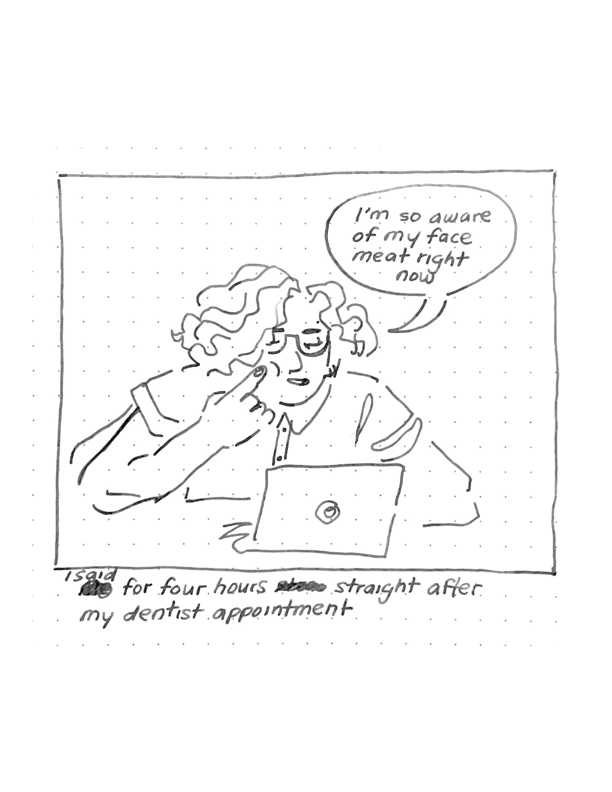 I'm so aware
of my face
meat right
now
i said
for four hours straight after
my dentist appointment